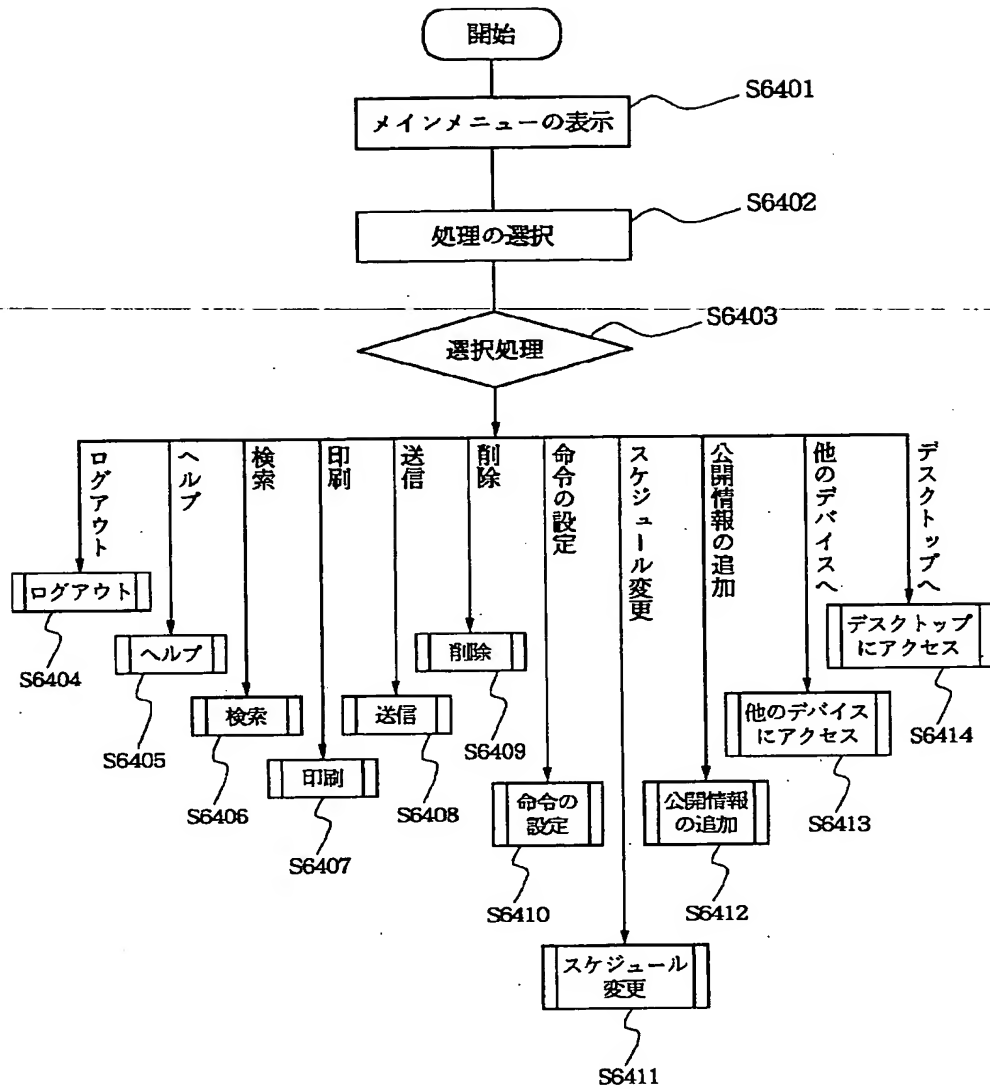 開始
S6401
メインメニューの表示
S6402
処理の選択
S6403
選択処理
ログアウト
ヘルプ
検索
印刷
送信
削除
命令の設定
スケジュール変更
公開情報の追加
他のデバイスへ
デスクトップへ
ログアウト
S6404
ヘルプ
S6405
検索
S6406
印刷
S6407
送信
S6408
削除
S6409
命令の
設定
S6410
スケジュール
変更
S6411
公開情報
の追加
S6412
他のデバイス
にアクセス
S6413
デスクトップ
にアクセス
S6414